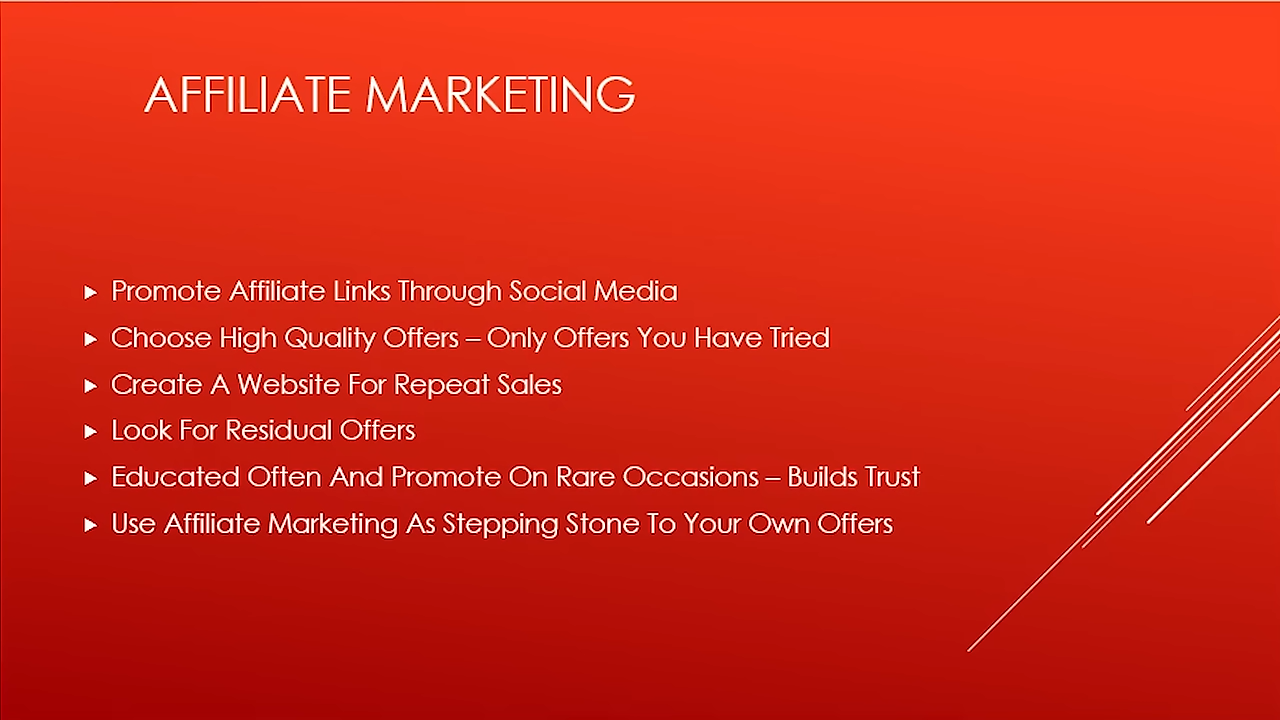 AFFILIATE MARKETING
Promote Affiliate Links Through Social Media
Choose High Quality Offers – Only Offers You Have Tried
Create A Website For Repeat Sales
Look For Residual Offers
Educated Often And Promote On Rare Occasions – Builds Trust
Use Affiliate Marketing As Stepping Stone To Your Own Offers